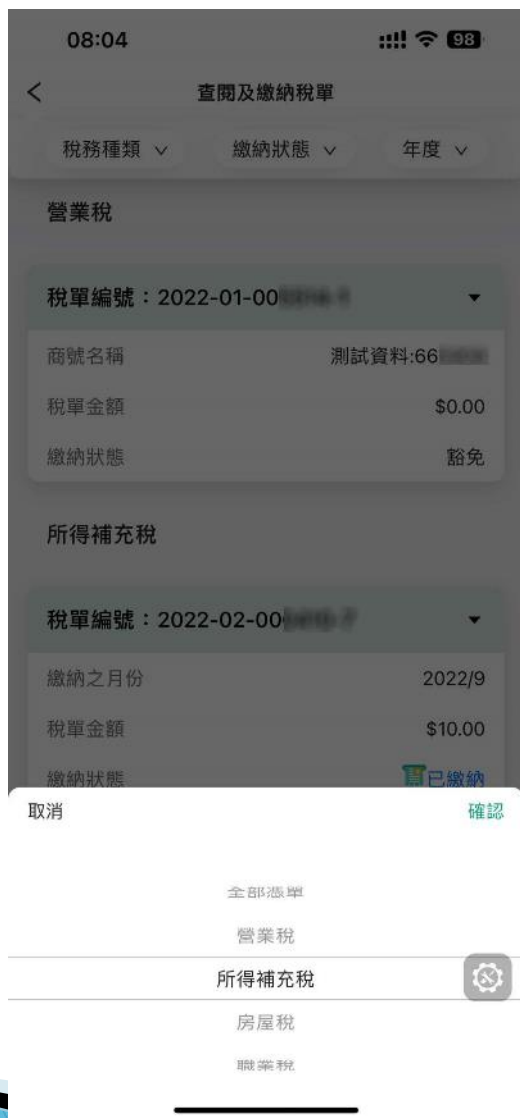 08:04 98
查閱及繳納稅單
稅務種類 繳納狀態 年度
營業稅
稅單編號：2022-01-00
商號名稱 測試資料:66
稅單金額 $0.00
繳納狀態 豁免
所得補充稅
稅單編號：2022-02-00
繳納之月份 2022/9
稅單金額 $10.00
繳納狀態 已繳納
取消 確認
全部憑單
營業稅
所得補充稅
房屋稅
職業稅